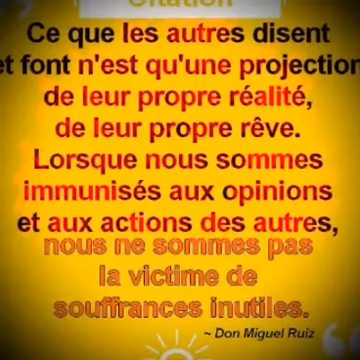 Citation
Ce que les autres disent
et font n'est qu'une projection
de leur propre réalité,
de leur propre rêve.
Lorsque nous sommes
immunisés aux opinions
et aux actions des autres,
nous ne sommes pas
la victime de
souffrances inutiles.
~ Don Miguel Ruiz